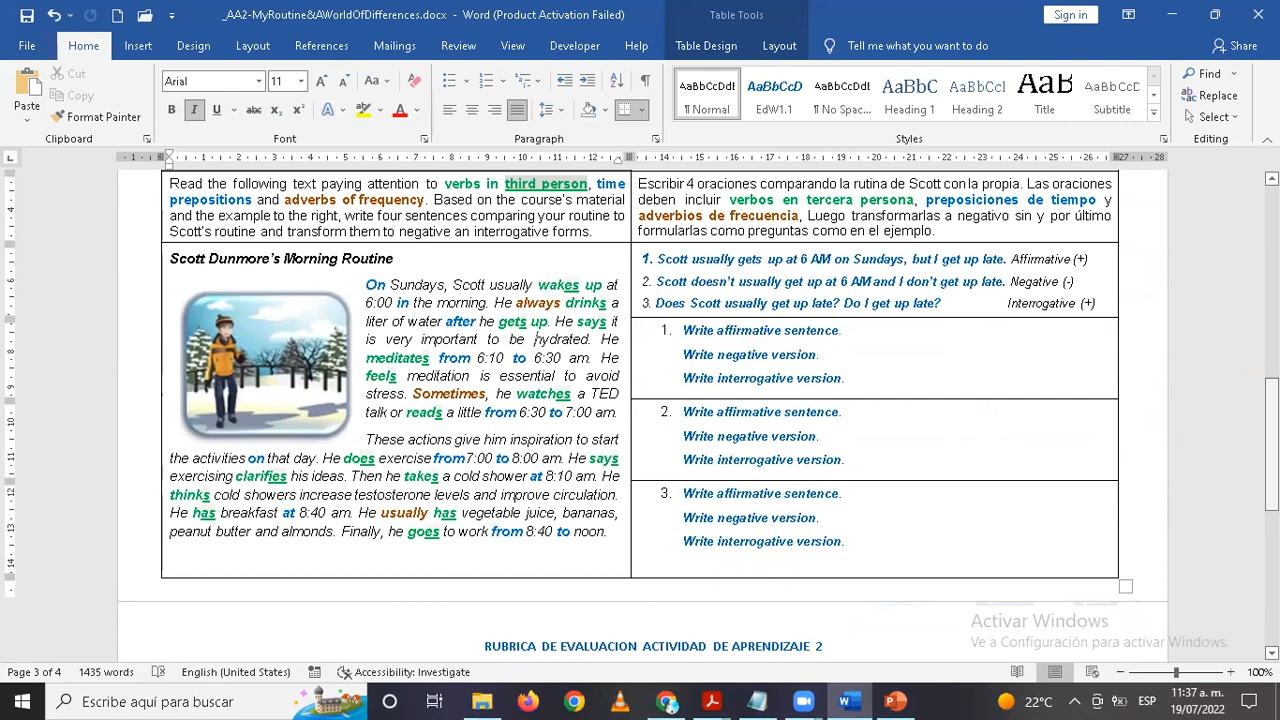 _AA2-MyRoutine&AWorldOfDifferences.docx - Word (Product Activation Failed)
Table Tools
Sign in
File Home Insert Design Layout References Mailings Review View Developer Help Table Design Layout Tell me what you want to do Share
Paste
Cut
Copy
Format Painter
Arial 11
Clipboard Font Paragraph Styles Editing
AaBbCcDdE AaBbCcDdE AaBbCcDdE AaBbC AaBbCcD AaB AaBbCcD
¶ Normal EdW1.1 ¶ No Spac... Heading 1 Heading 2 Title Subtitle
Find
Replace
Select
Read the following text paying attention to verbs in third person, time
prepositions and adverbs of frequency. Based on the course's material
and the example to the right, write four sentences comparing your routine to
Scott's routine and transform them to negative an interrogative forms.
Escribir 4 oraciones comparando la rutina de Scott con la propia. Las oraciones
deben incluir verbos en tercera persona, preposiciones de tiempo y
adverbios de frecuencia, Luego transformarlas a negativo sin y por último
formularlas como preguntas como en el ejemplo.
Scott Dunmore's Morning Routine
On Sundays, Scott usually wakes up at
6:00 in the morning. He always drinks a
liter of water after he gets up. He says it
is very important to be hydrated. He
meditates from 6:10 to 6:30 am. He
feels meditation is essential to avoid
stress. Sometimes, he watches a TED
talk or reads a little from 6:30 to 7:00 am.
These actions give him inspiration to start
the activities on that day. He does exercise from 7:00 to 8:00 am. He says
exercising clarifies his ideas. Then he takes a cold shower at 8:10 am. He
thinks cold showers increase testosterone levels and improve circulation.
He has breakfast at 8:40 am. He usually has vegetable juice, bananas,
peanut butter and almonds. Finally, he goes to work from 8:40 to noon.
1. Scott usually gets up at 6 AM on Sundays, but I get up late. Affirmative (+)
2. Scott doesn't usually get up at 6 AM and I don't get up late. Negative (-)
3. Does Scott usually get up late? Do I get up late? Interrogative (+)
1. Write affirmative sentence.
Write negative version.
Write interrogative version.
2. Write affirmative sentence.
Write negative version.
Write interrogative version.
3. Write affirmative sentence.
Write negative version.
Write interrogative version.
RUBRICA DE EVALUACION ACTIVIDAD DE APRENDIZAJE 2
Activar Windows
Ve a Configuración para activar Windows.
Page 3 of 4 1435 words English (United States) Accessibility: Investigate 100%
Escribe aquí para buscar
22°C ESP
11:37 a. m.
19/07/2022